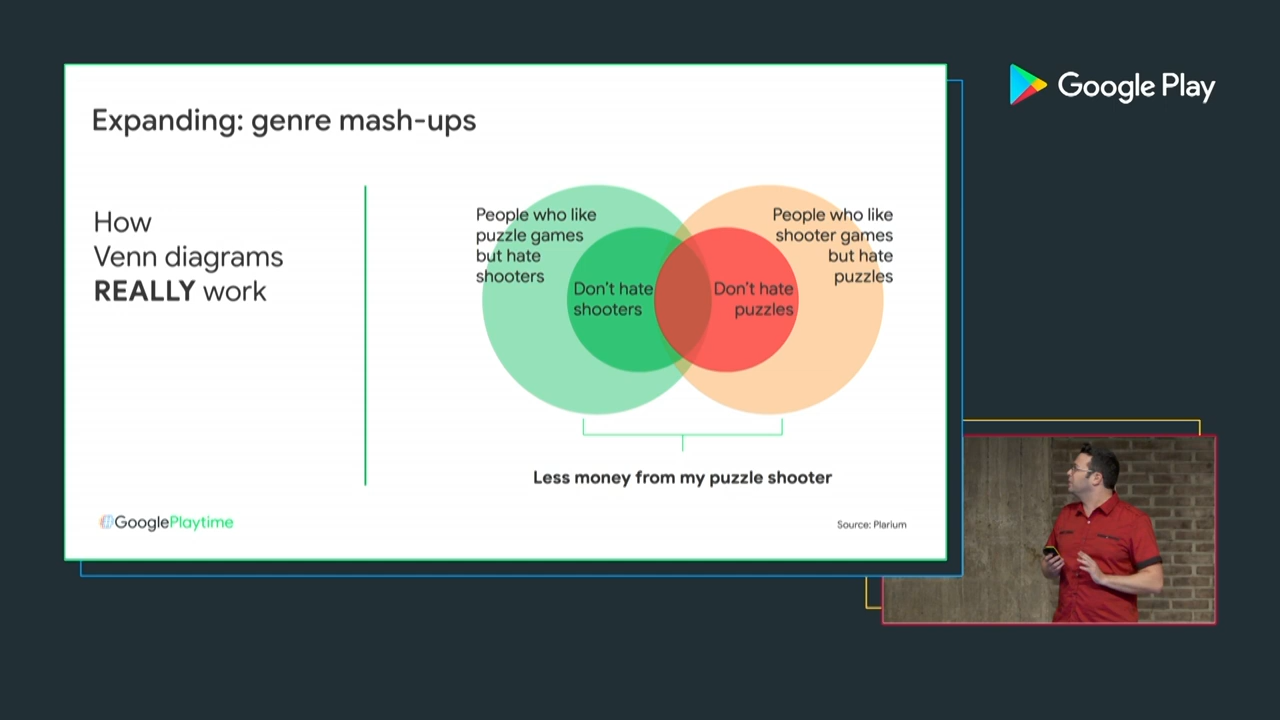 Google Play
Expanding: genre mash-ups
How
Venn diagrams
REALLY work
People who like
puzzle games
but hate
shooters
Don't hate
shooters
Don't hate
puzzles
People who like
shooter games
but hate
puzzles
Less money from my puzzle shooter
GooglePlaytime
Source: Plarium